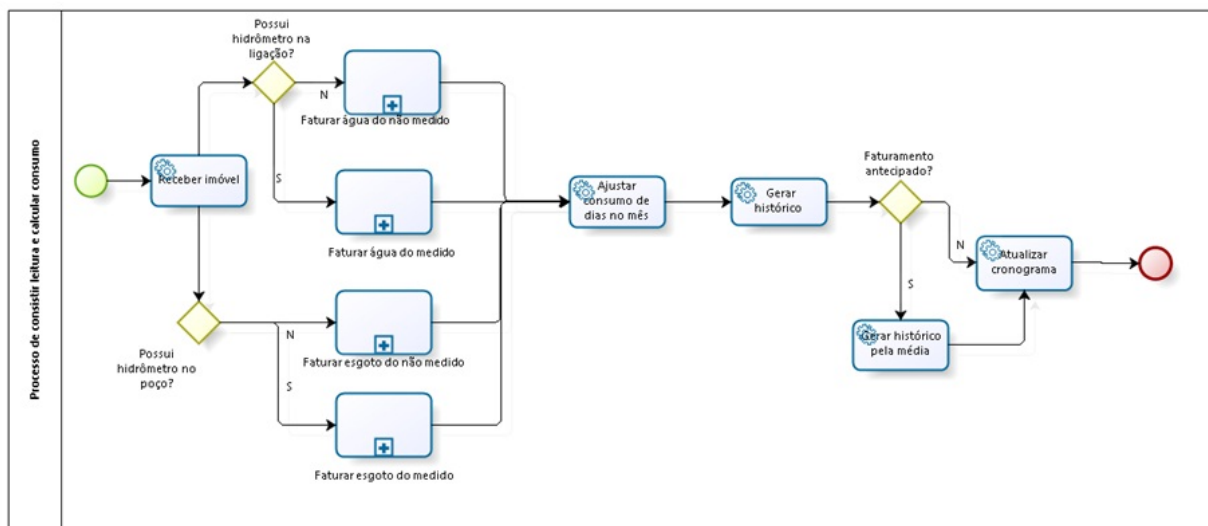 Processo de consistir leitura e calcular consumo
Possui
hidrômetro na
ligação?
N
S
Faturar água do não medido
Receber imóvel
Faturar água do medido
Possui
hidrômetro no
poço?
N
S
Faturar esgoto do não medido
Faturar esgoto do medido
Ajustar
consumo de
dias no mês
Gerar
histórico
Faturamento
antecipado?
N
S
Atualizar
cronograma
Gerar histórico
pela média